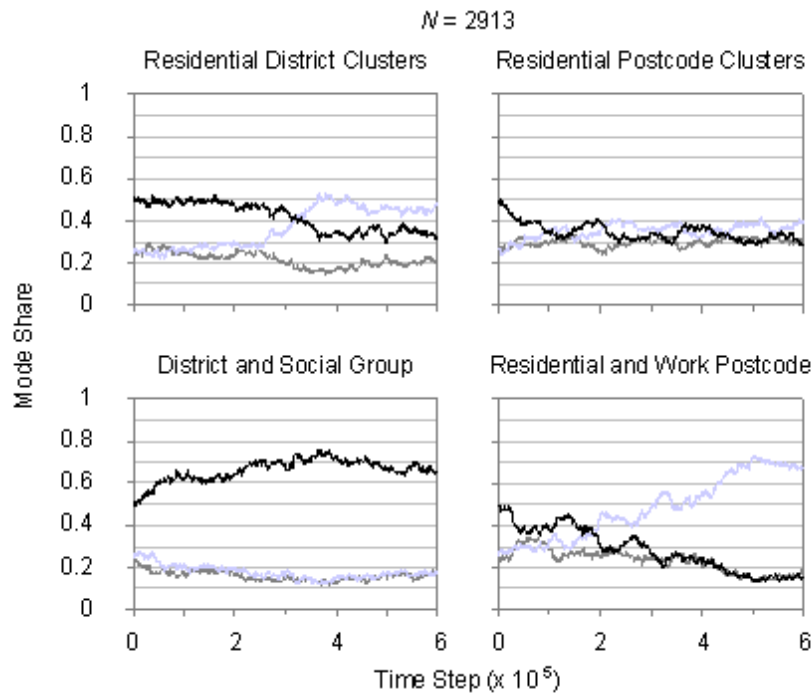 N = 2913
Residential District Clusters
Residential Postcode Clusters
1
0.8
0.6
0.4
0.2
0
Mode Share
District and Social Group
Residential and Work Postcode
1
0.8
0.6
0.4
0.2
0
0 2 4 6
0 2 4 6
Time Step (x 10⁵)